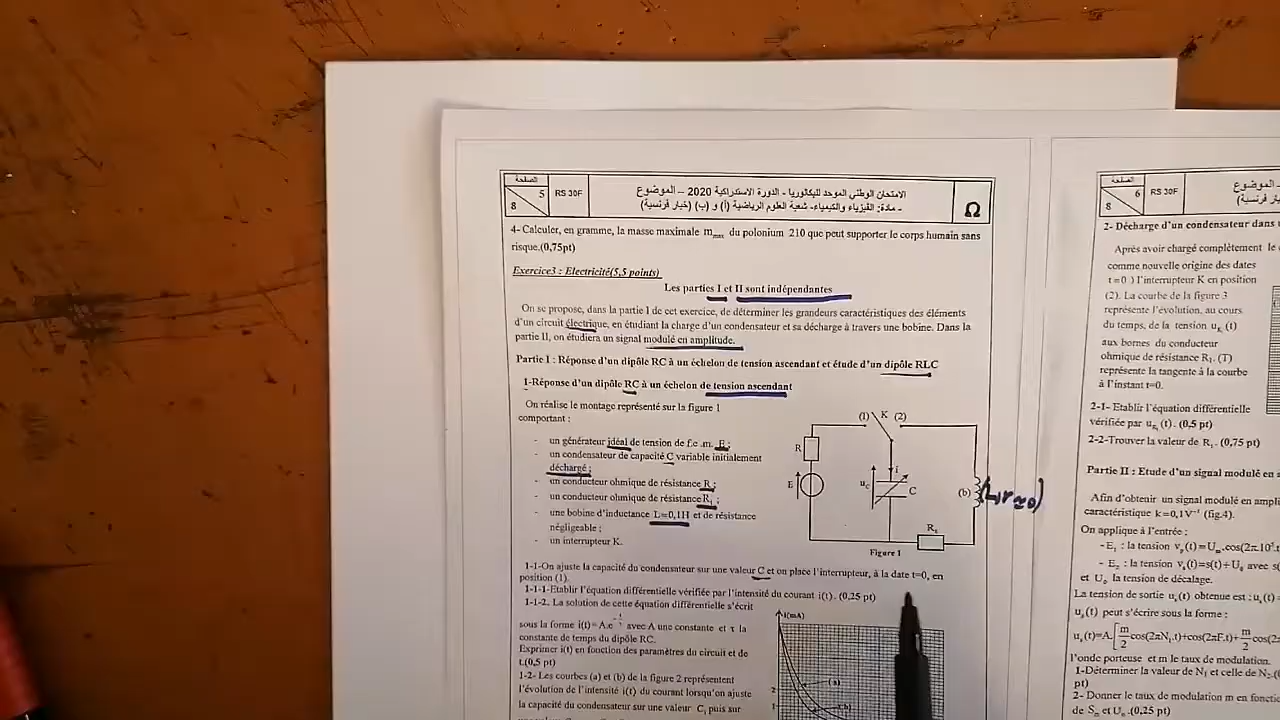 الصفحة
5
8
RS 30F
الامتحان الوطني الموحد للبكالوريا - الدورة الاستدراكية 2020 – الموضوع
- مادة: الفيزياء والكيمياء- شعبة العلوم الرياضية (أ) و (ب) (خيار فرنسية)
Ω
4- Calculer, en gramme, la masse maximale mmax du polonium 210 que peut supporter le corps humain sans
risque.(0,75pt)
Exercice3 : Electricité(5,5 points)
Les parties I et II sont indépendantes
On se propose, dans la partie I de cet exercice, de déterminer les grandeurs caractéristiques des éléments
d'un circuit électrique, en étudiant la charge d'un condensateur et sa décharge à travers une bobine. Dans la
partie II, on étudiera un signal modulé en amplitude.
Partie I : Réponse d'un dipôle RC à un échelon de tension ascendant et étude d'un dipôle RLC
1-Réponse d'un dipôle RC à un échelon de tension ascendant
On réalise le montage représenté sur la figure 1
comportant :
- un générateur idéal de tension de f.e .m. E ;
- un condensateur de capacité C variable initialement
déchargé ;
- un conducteur ohmique de résistance R ;
- un conducteur ohmique de résistance R1 ;
- une bobine d'inductance L=0,1H et de résistance
négligeable ;
- un interrupteur K.
(1) K (2)
R
i
E
uc
C
(b)
(L, r≈0)
R1
Figure 1
1-1-On ajuste la capacité du condensateur sur une valeur C et on place l'interrupteur, à la date t=0, en
position (1).
1-1-1-Etablir l'équation différentielle vérifiée par l'intensité du courant i(t). (0,25 pt)
1-1-2. La solution de cette équation différentielle s'écrit
sous la forme i(t)=A.e^(-t/τ) avec A une constante et τ la
constante de temps du dipôle RC.
Exprimer i(t) en fonction des paramètres du circuit et de
t.(0,5 pt)
1-2- Les courbes (a) et (b) de la figure 2 représentent
l'évolution de l'intensité i(t) du courant lorsqu'on ajuste
la capacité du condensateur sur une valeur C1 puis sur
i(mA)
2
1
(a)
(b)
الصفحة
6
8
RS 30F
2- Décharge d'un condensateur dans
Après avoir chargé complètement le
comme nouvelle origine des dates
t=0 ) l'interrupteur K en position
(2). La courbe de la figure 3
représente l'évolution, au cours
du temps, de la tension uR1(t)
aux bornes du conducteur
ohmique de résistance R1. (T)
représente la tangente à la courbe
à l'instant t=0.
2-1- Etablir l'équation différentielle
vérifiée par uR1(t). (0,5 pt)
2-2-Trouver la valeur de R1. (0,75 pt)
Partie II : Etude d'un signal modulé en
Afin d'obtenir un signal modulé en ampli
caractéristique k=0,1V⁻¹ (fig.4).
On applique à l'entrée :
- E1 : la tension
- E2 : la tension
et U0 la tension de décalage.
La tension de sortie us(t) obtenue est :
us(t) peut s'écrire sous la forme :
us(t)=A.[m/2 cos(2πN1.t)+cos(2πF.t)+m/2 cos(2
l'onde porteuse et m le taux de modulation.
1-Déterminer la valeur de N1 et celle de N2.
pt)
2- Donner le taux de modulation m en foncti
de Sm et U0.(0,25 pt)